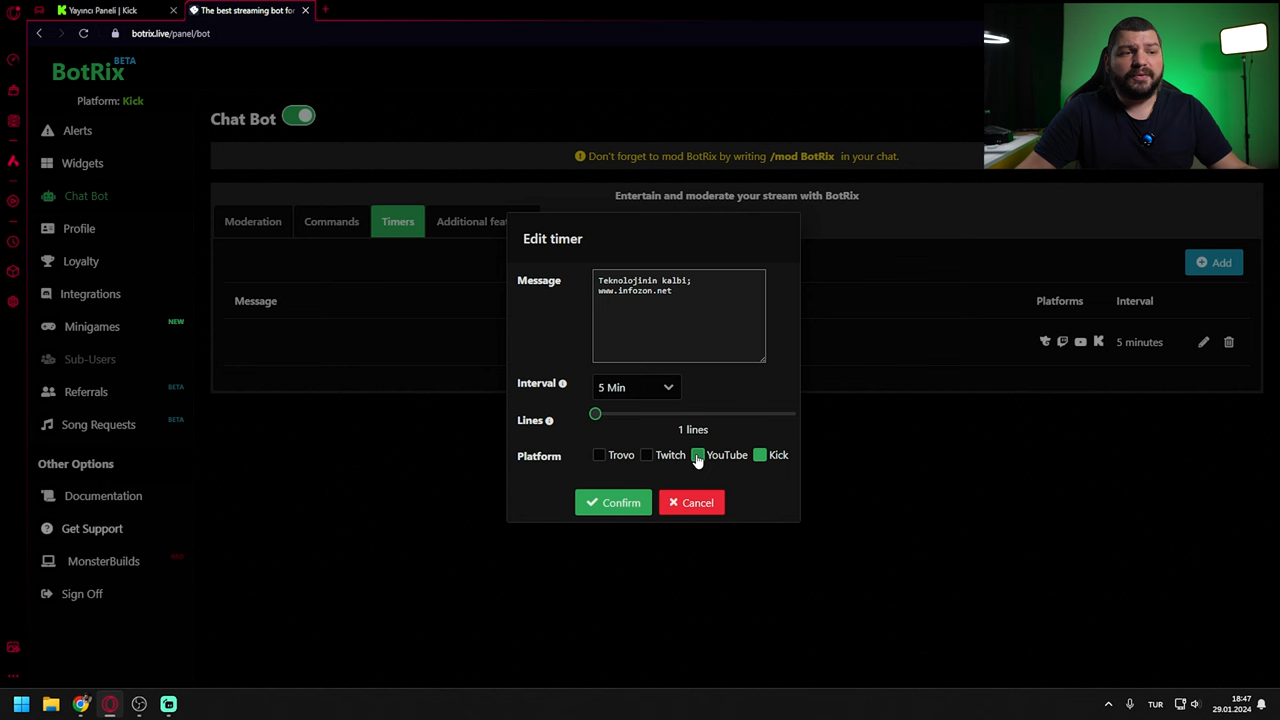 Yayıncı Paneli | Kick
The best streaming bot for
botrix.live/panel/bot
BotRix BETA
Platform: Kick
Alerts
Widgets
Chat Bot
Profile
Loyalty
Integrations
Minigames NEW
Sub-Users
Referrals BETA
Song Requests BETA
Other Options
Documentation
Get Support
MonsterBuilds
Sign Off
Chat Bot
Don't forget to mod BotRix by writing /mod BotRix in your chat.
Entertain and moderate your stream with BotRix
Moderation Commands Timers Additional feat
Add
Message Platforms Interval
5 minutes
Edit timer
Message
Teknolojinin kalbi;
www.infozon.net
Interval 5 Min
Lines
1 lines
Platform Trovo Twitch YouTube Kick
Confirm Cancel
TUR
18:47
29.01.2024